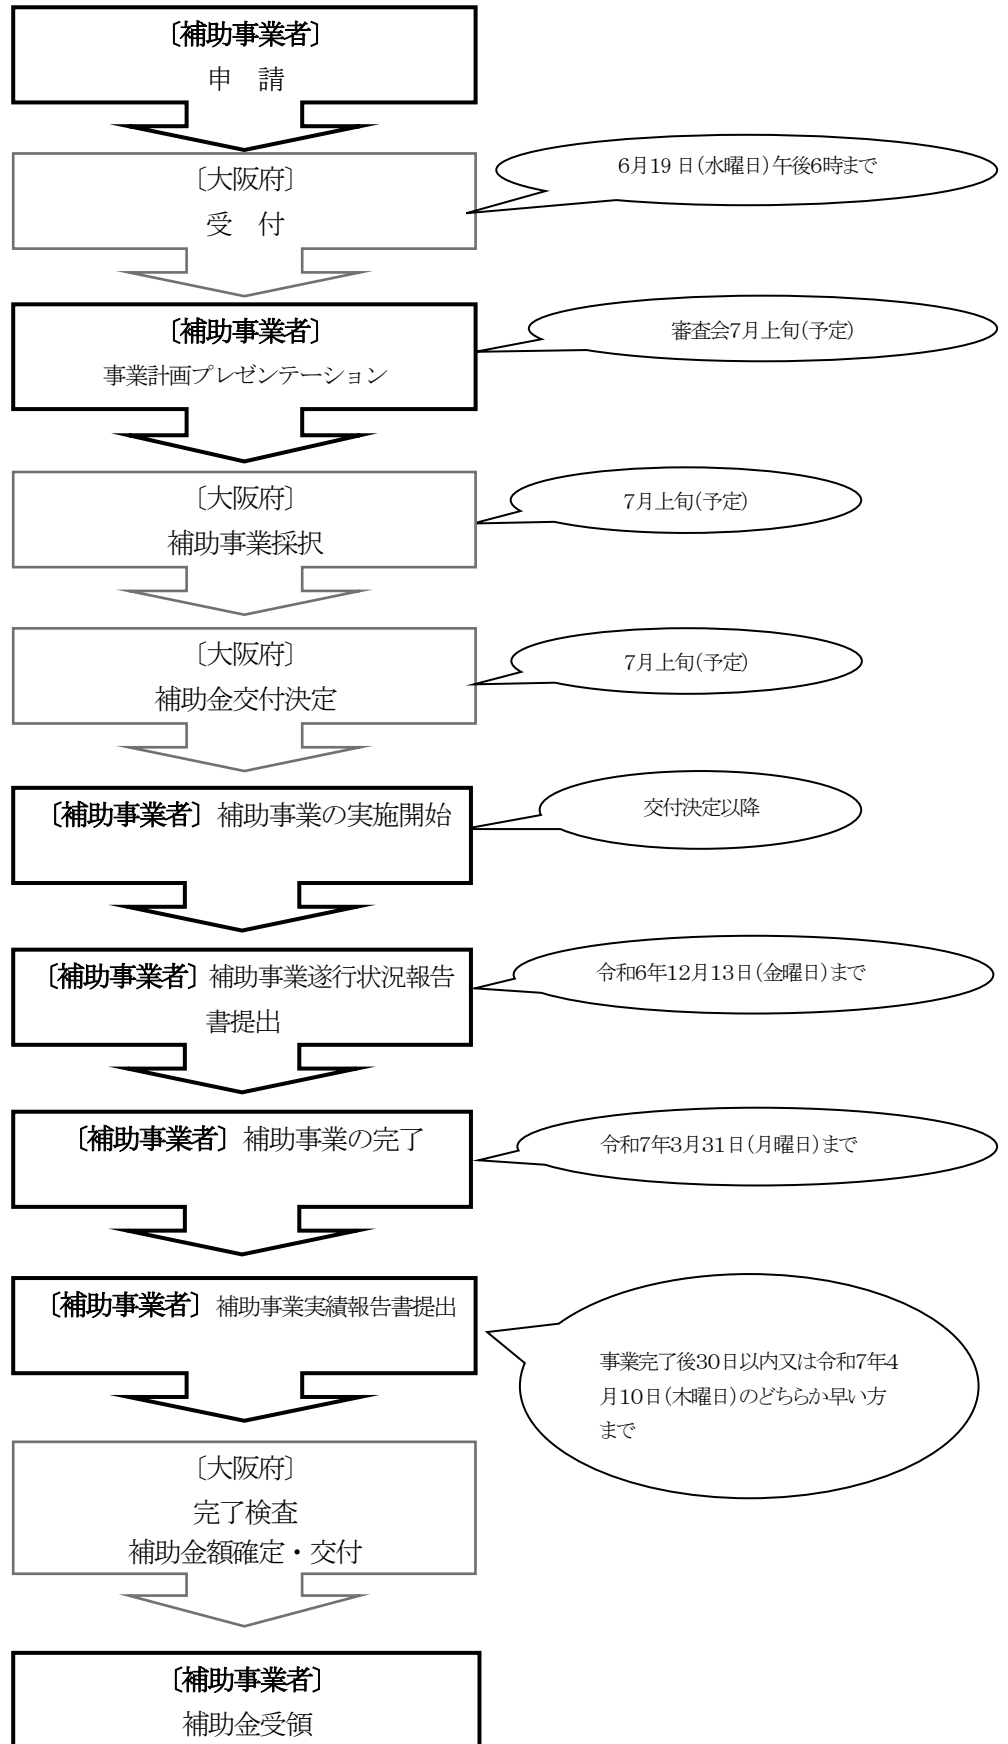 〔補助事業者〕
申　請
〔大阪府〕
受　付
6月19日(水曜日)午後6時まで
〔補助事業者〕
事業計画プレゼンテーション
審査会7月上旬(予定)
〔大阪府〕
補助事業採択
7月上旬(予定)
〔大阪府〕
補助金交付決定
7月上旬(予定)
〔補助事業者〕補助事業の実施開始
交付決定以降
〔補助事業者〕補助事業遂行状況報告
書提出
令和6年12月13日(金曜日)まで
〔補助事業者〕補助事業の完了
令和7年3月31日(月曜日)まで
〔補助事業者〕補助事業実績報告書提出
事業完了後30日以内又は令和7年4
月10日(木曜日)のどちらか早い方
まで
〔大阪府〕
完了検査
補助金額確定・交付
〔補助事業者〕
補助金受領